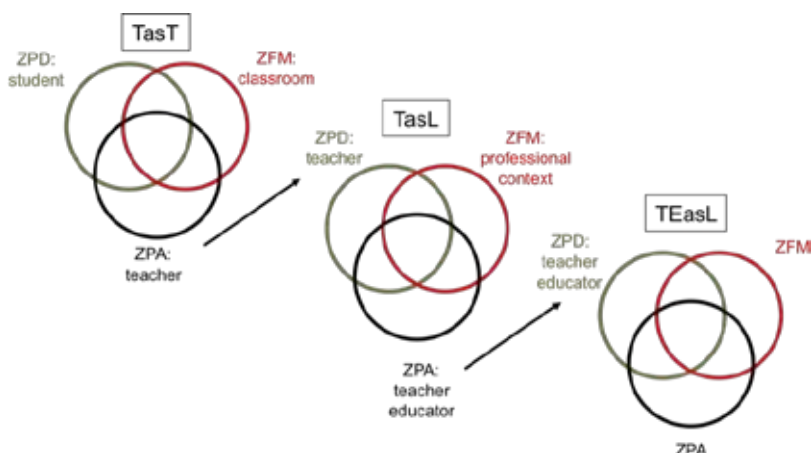 TasT
ZPD:
student
ZFM:
classroom
ZPA:
teacher
TasL
ZPD:
teacher
ZFM:
professional
context
ZPA:
teacher
educator
TEasL
ZPD:
teacher
educator
ZFM
ZPA